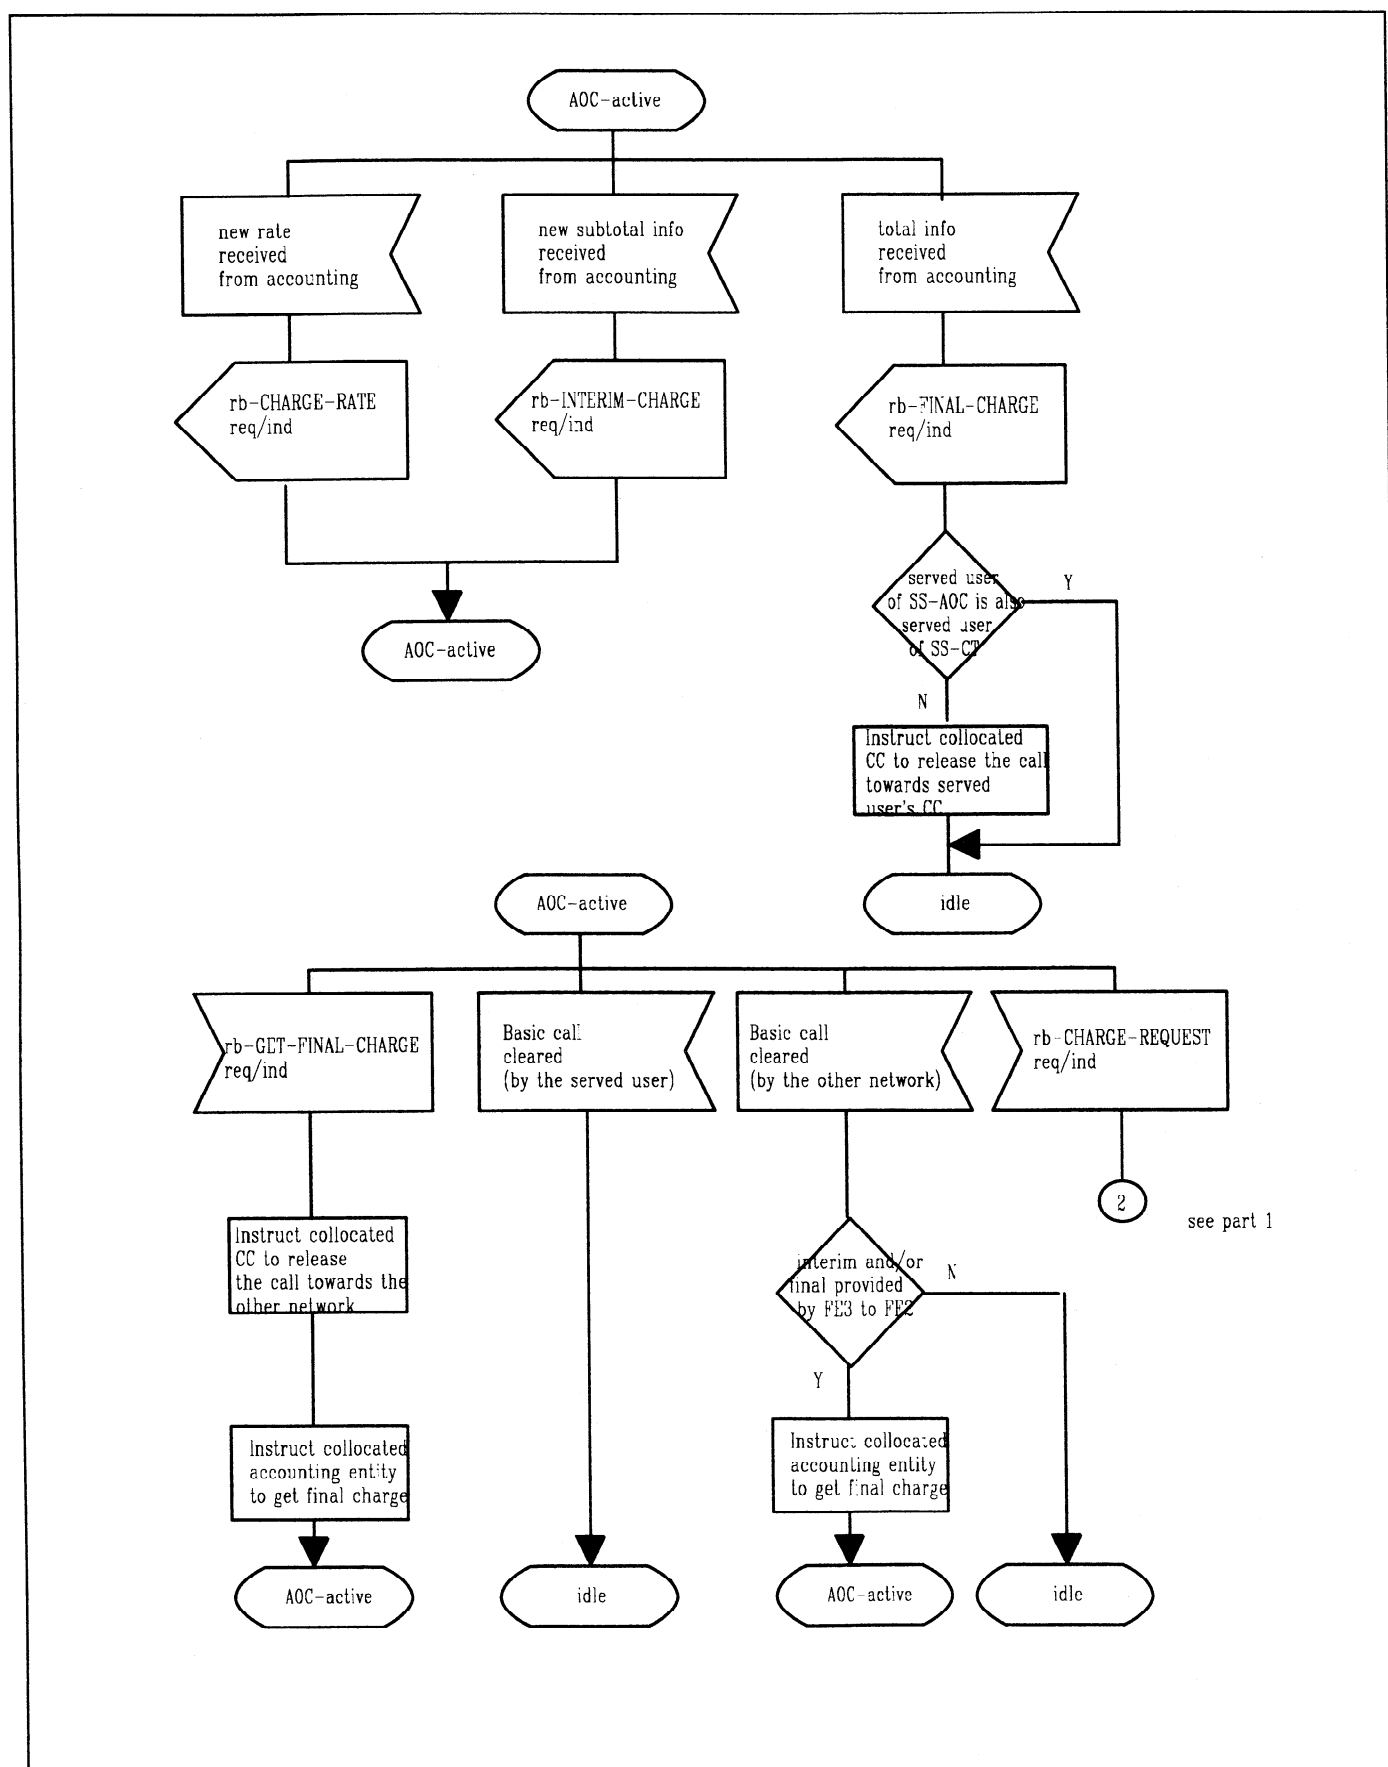 AOC-active
new rate
received
from accounting
new subtotal info
received
from accounting
total info
received
from accounting
rb-CHARGE-RATE
req/ind
rb-INTERIM-CHARGE
req/ind
rb-FINAL-CHARGE
req/ind
served user
of SS-AOC is also
served user
of SS-CT
Y
N
AOC-active
Instruct collocated
CC to release the call
towards served
user's CC
AOC-active
idle
rb-GET-FINAL-CHARGE
req/ind
Basic call
cleared
(by the served user)
Basic call
cleared
(by the other network)
rb-CHARGE-REQUEST
req/ind
2
see part 1
Instruct collocated
CC to release
the call towards the
other network
interim and/or
final provided
by FE3 to FE2
N
Y
Instruct collocated
accounting entity
to get final charge
Instruct collocated
accounting entity
to get final charge
AOC-active
idle
AOC-active
idle